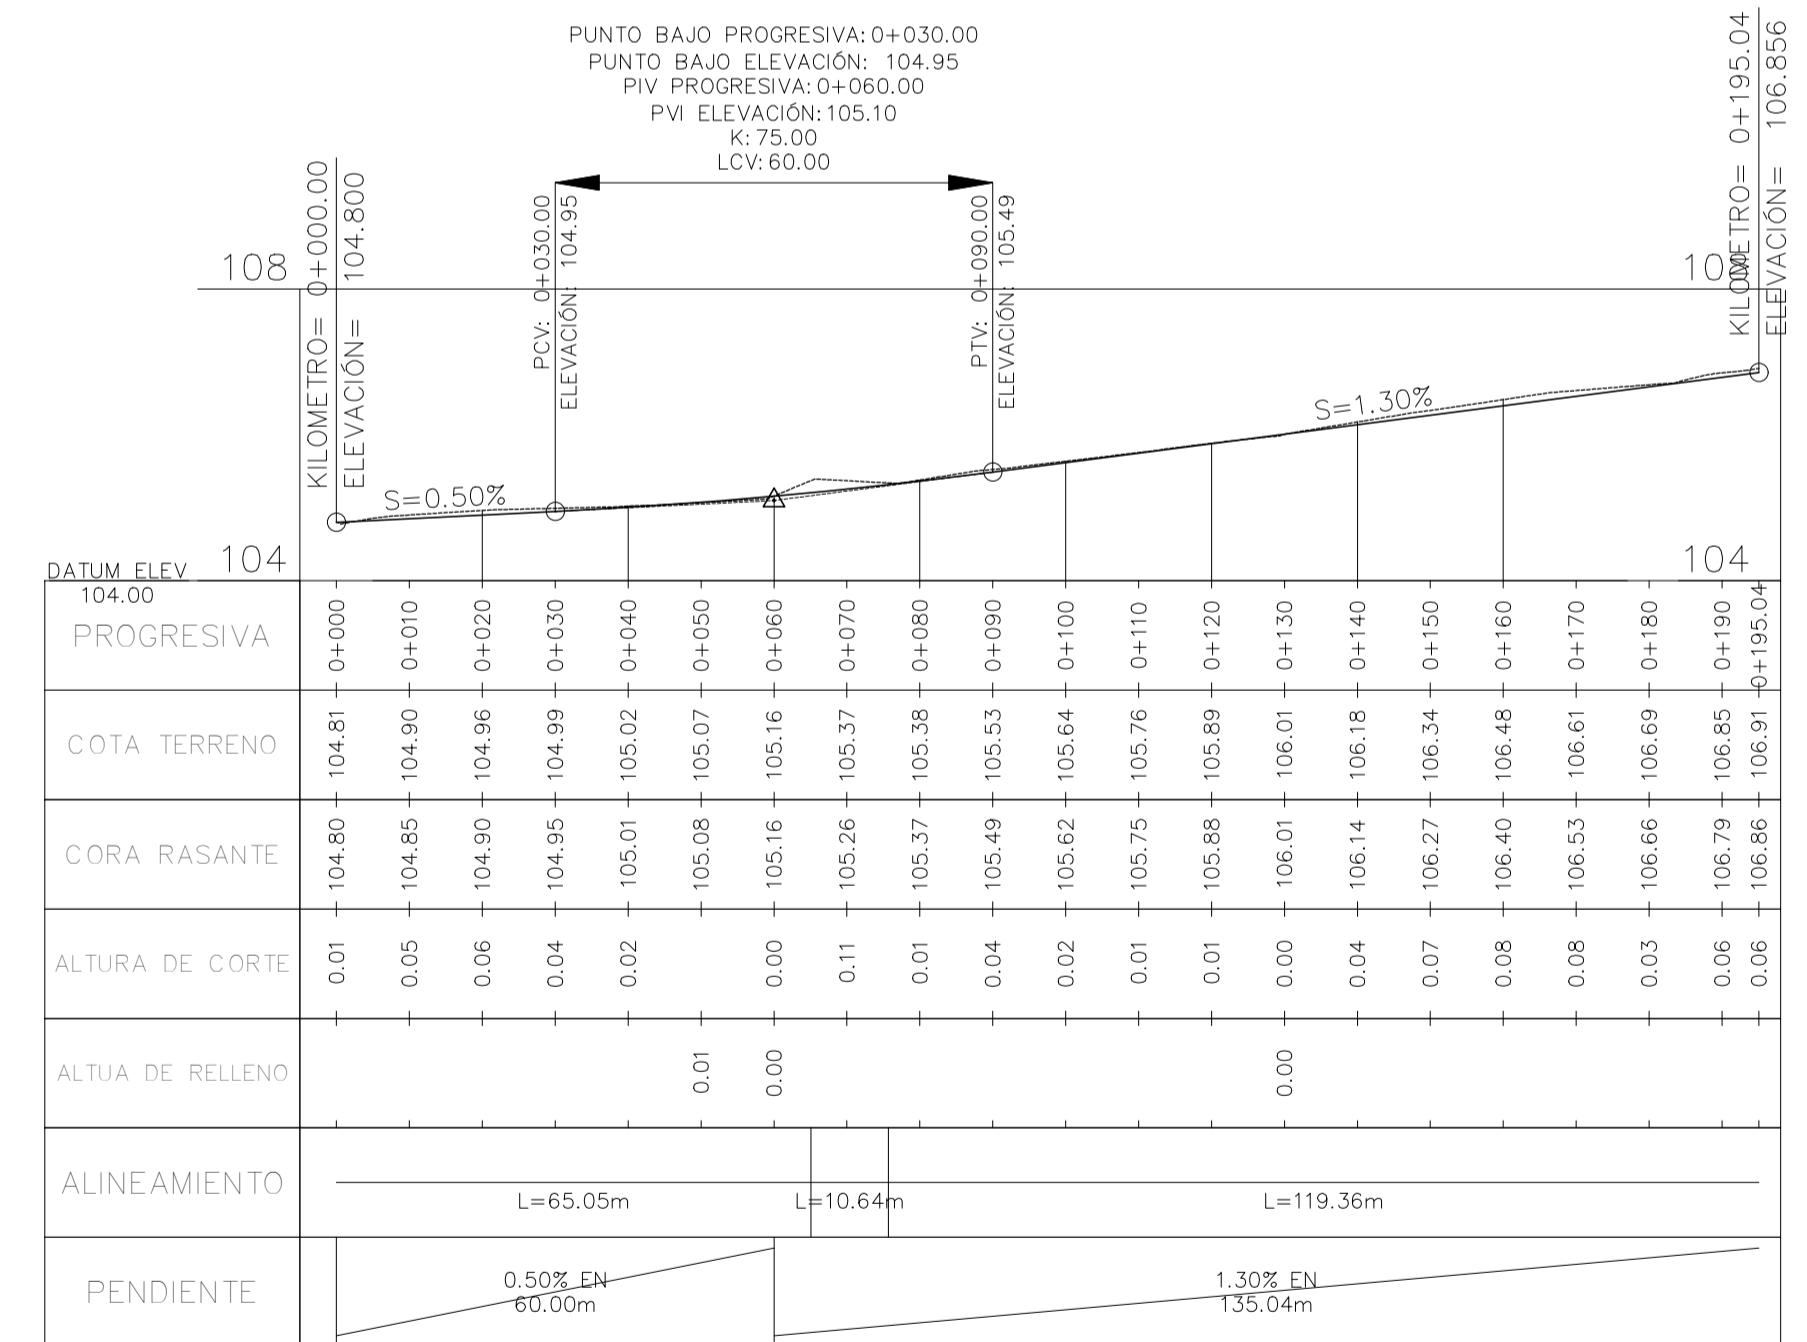 PUNTO BAJO PROGRESIVA: 0+030.00
PUNTO BAJO ELEVACIÓN: 104.95
PIV PROGRESIVA: 0+060.00
PVI ELEVACIÓN: 105.10
K: 75.00
LCV: 60.00
KILOMETRO= 0+000.00
ELEVACIÓN= 104.800
PCV: 0+030.00
ELEVACIÓN: 104.95
PTV: 0+090.00
ELEVACIÓN: 105.49
KILOMETRO= 0+195.04
ELEVACIÓN= 106.856
108
108
S=0.50%
S=1.30%
104
104
DATUM ELEV
104.00
PROGRESIVA 0+000 0+010 0+020 0+030 0+040 0+050 0+060 0+070 0+080 0+090 0+100 0+110 0+120 0+130 0+140 0+150 0+160 0+170 0+180 0+190 0+195.04
COTA TERRENO 104.81 104.90 104.96 104.99 105.02 105.07 105.16 105.37 105.38 105.53 105.64 105.76 105.89 106.01 106.18 106.34 106.48 106.61 106.69 106.85 106.91
CORA RASANTE 104.80 104.85 104.90 104.95 105.01 105.08 105.16 105.26 105.37 105.49 105.62 105.75 105.88 106.01 106.14 106.27 106.40 106.53 106.66 106.79 106.86
ALTURA DE CORTE 0.01 0.05 0.06 0.04 0.02 0.00 0.11 0.01 0.04 0.02 0.01 0.01 0.00 0.04 0.07 0.08 0.08 0.03 0.06 0.06
ALTUA DE RELLENO 0.01 0.00 0.00
ALINEAMIENTO L=65.05m L=10.64m L=119.36m
PENDIENTE
0.50% EN
60.00m
1.30% EN
135.04m